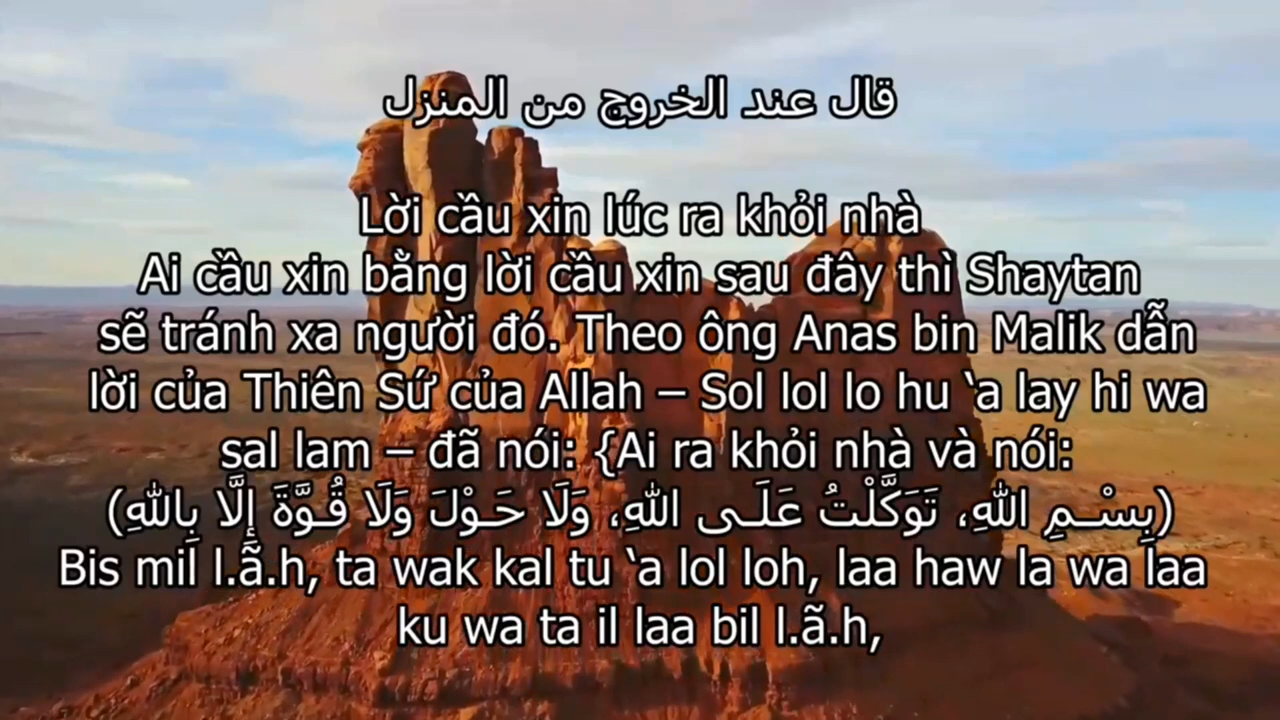 قال عند الخروج من المنزل
Lời cầu xin lúc ra khỏi nhà
Ai cầu xin bằng lời cầu xin sau đây thì Shaytan
sẽ tránh xa người đó. Theo ông Anas bin Malik dẫn
lời của Thiên Sứ của Allah – Sol lol lo hu ‘a lay hi wa
sal lam – đã nói: {Ai ra khỏi nhà và nói:
(بِسْــمِ اللهِ، تَوَكَّلْتُ عَلَــى اللهِ، وَلَا حَـوْلَ وَلَا قُـوَّةَ إِلَّا بِاللهِ)
Bis mil l.ã.h, ta wak kal tu ‘a lol loh, laa haw la wa laa
ku wa ta il laa bil l.ã.h,